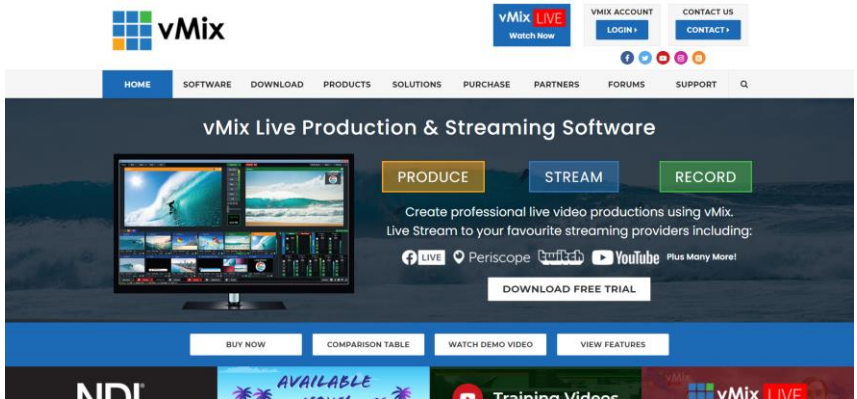 vMix
vMix LIVE
Watch Now
VMIX ACCOUNT
LOGIN
CONTACT US
CONTACT
HOME SOFTWARE DOWNLOAD PRODUCTS SOLUTIONS PURCHASE PARTNERS FORUMS SUPPORT
vMix Live Production & Streaming Software
PRODUCE STREAM RECORD
Create professional live video productions using vMix.
Live Stream to your favourite streaming providers including:
LIVE Periscope twitch YouTube Plus Many More!
DOWNLOAD FREE TRIAL
BUY NOW COMPARISON TABLE WATCH DEMO VIDEO VIEW FEATURES
NDI
AVAILABLE
Training Videos
vMix LIVE